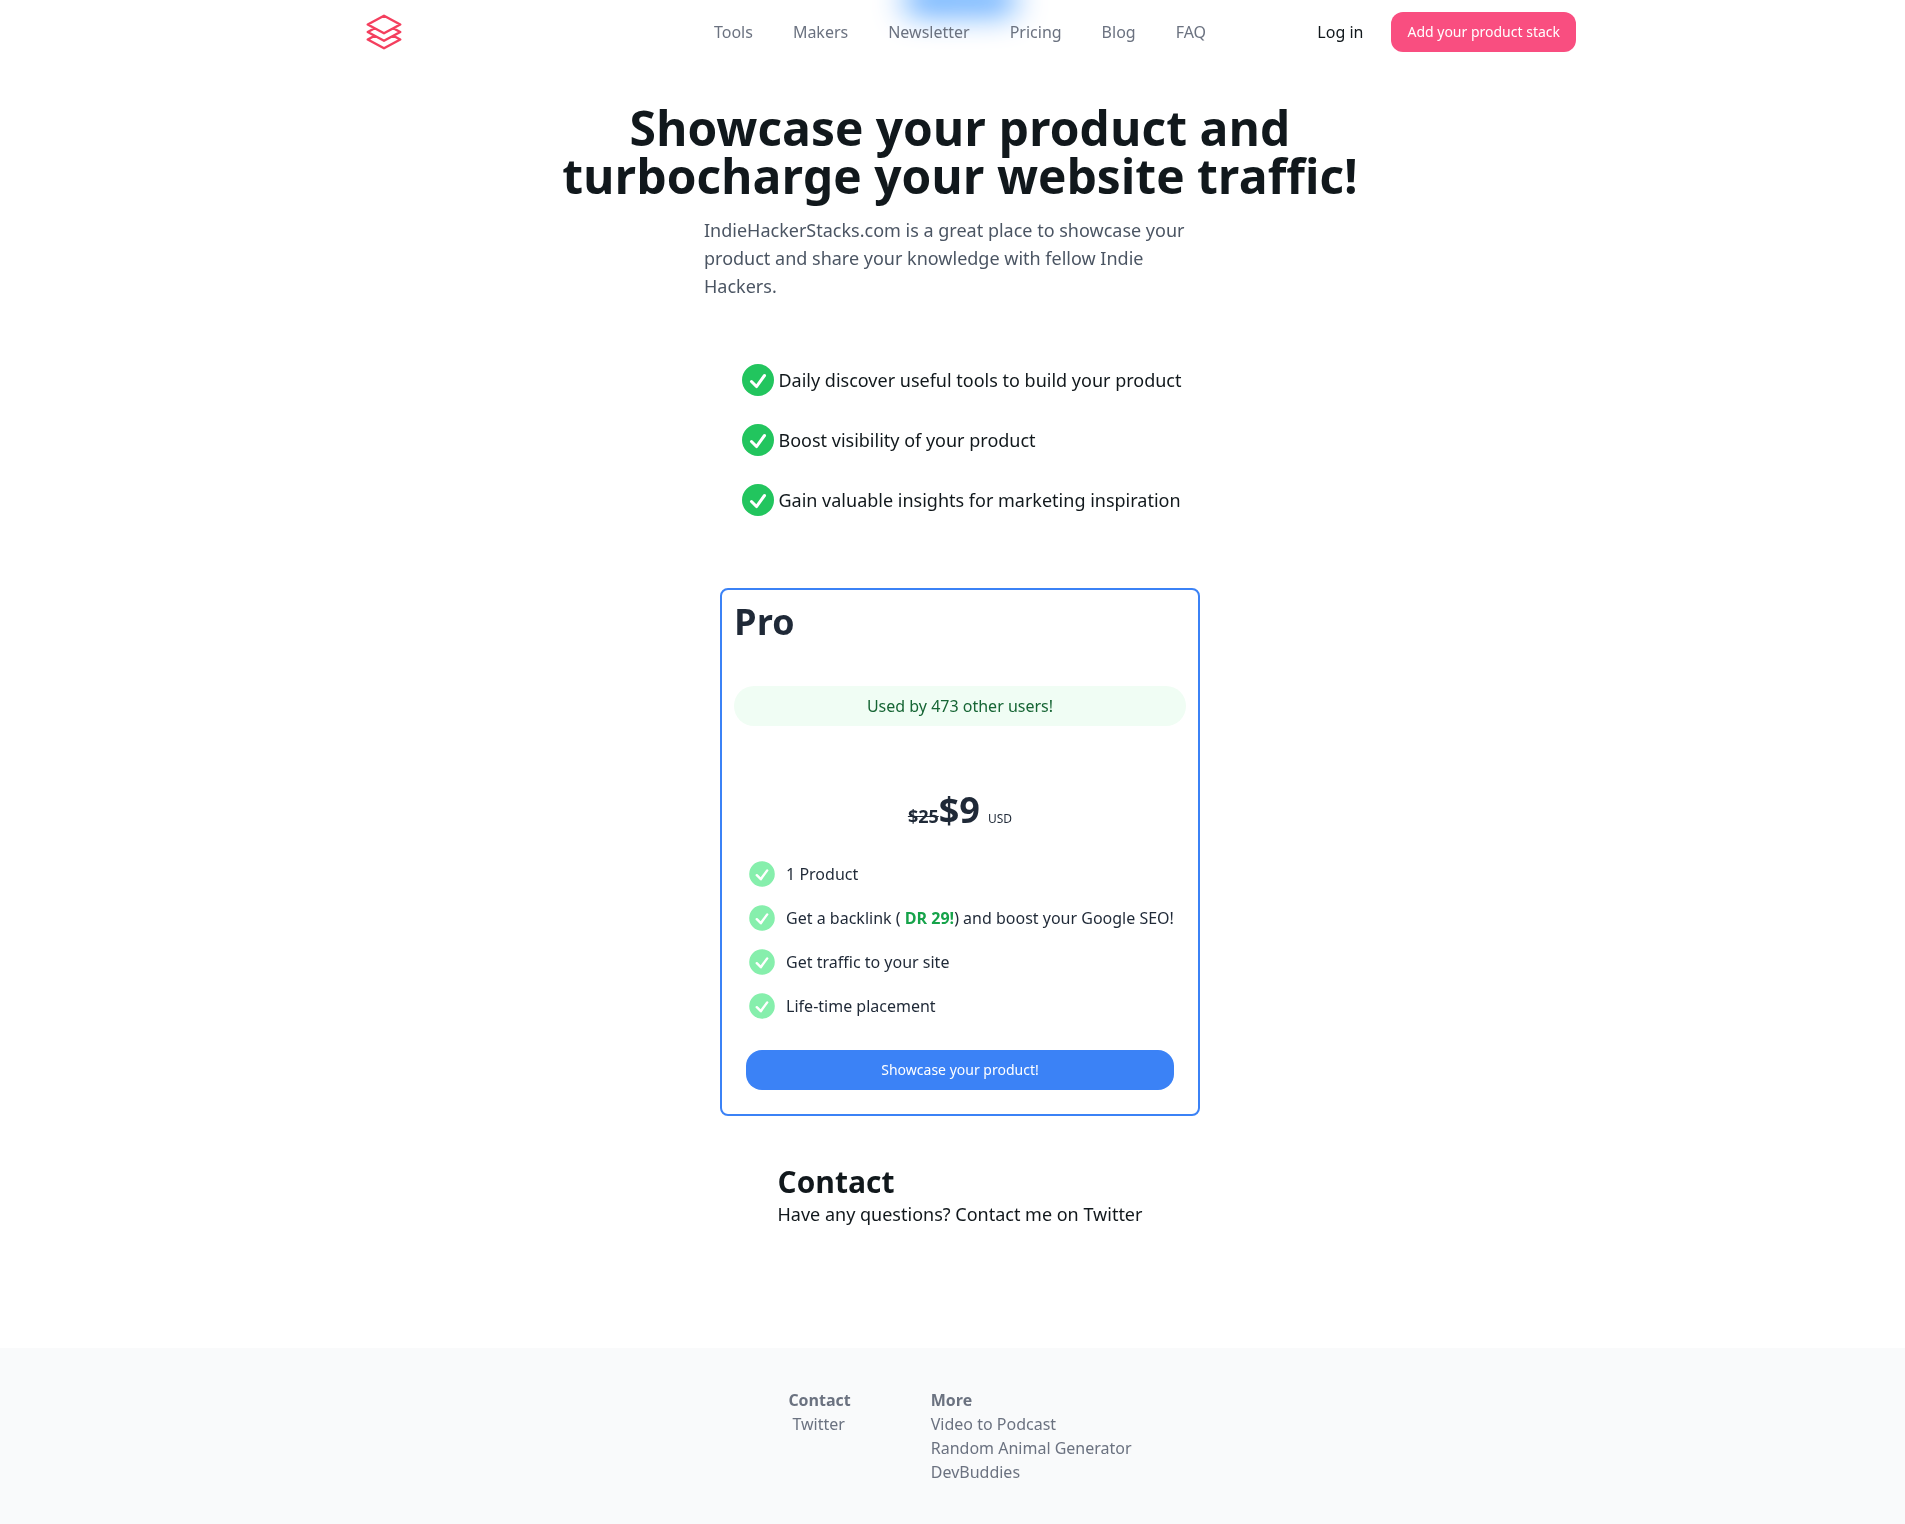 Tools Makers Newsletter Pricing Blog FAQ Log in Add your product stack
Showcase your product and
turbocharge your website traffic!
IndieHackerStacks.com is a great place to showcase your
product and share your knowledge with fellow Indie
Hackers.
Daily discover useful tools to build your product
Boost visibility of your product
Gain valuable insights for marketing inspiration
Pro
Used by 473 other users!
$25$9 USD
1 Product
Get a backlink ( DR 29!) and boost your Google SEO!
Get traffic to your site
Life-time placement
Showcase your product!
Contact
Have any questions? Contact me on Twitter
Contact
Twitter
More
Video to Podcast
Random Animal Generator
DevBuddies